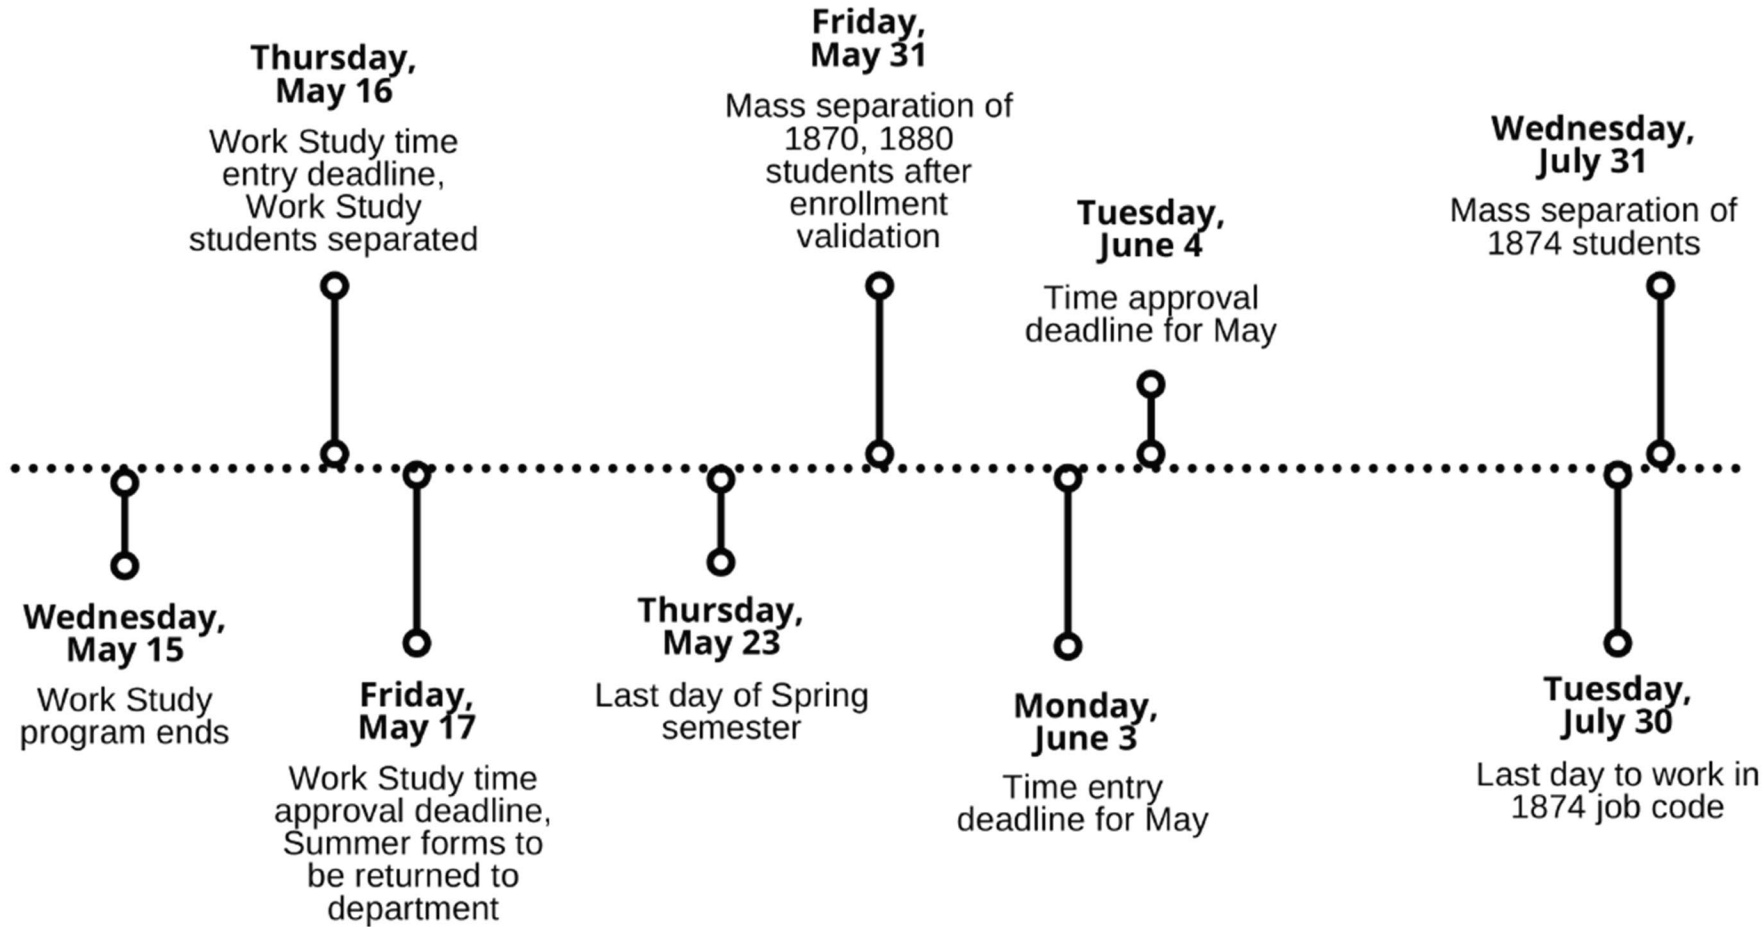 Wednesday,
May 15
Work Study
program ends
Thursday,
May 16
Work Study time
entry deadline,
Work Study
students separated
Friday,
May 17
Work Study time
approval deadline,
Summer forms to
be returned to
department
Thursday,
May 23
Last day of Spring
semester
Friday,
May 31
Mass separation of
1870, 1880
students after
enrollment
validation
Monday,
June 3
Time entry
deadline for May
Tuesday,
June 4
Time approval
deadline for May
Tuesday,
July 30
Last day to work in
1874 job code
Wednesday,
July 31
Mass separation of
1874 students